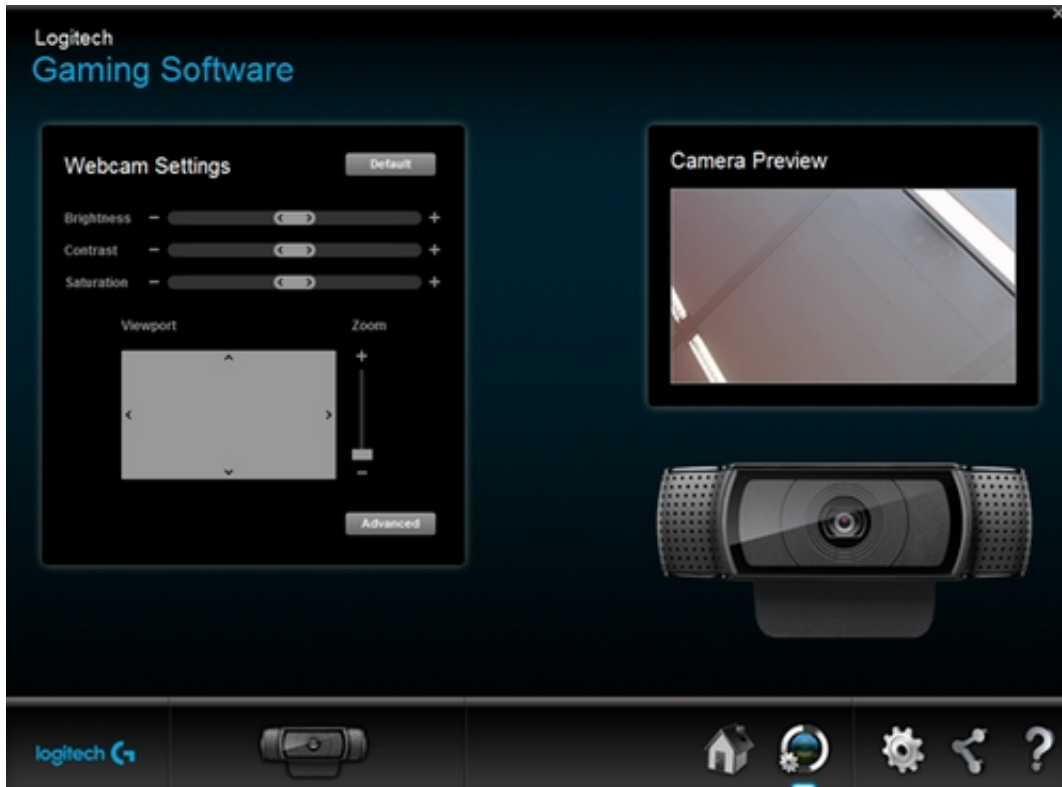 Logitech
Gaming Software
Webcam Settings
Default
Brightness - +
Contrast - +
Saturation - +
Viewport
Zoom
+
-
Advanced
Camera Preview
logitech G
?